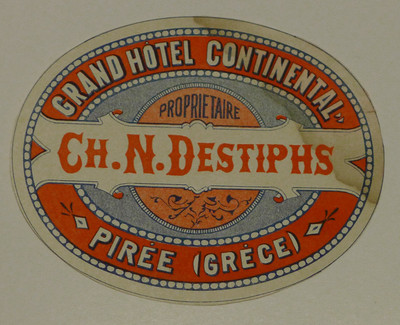 GRAND HÔTEL CONTINENTAL"
PROPRIETAIRE
CH. N. DESTIPHS
PIRÉE (GRÈCE)